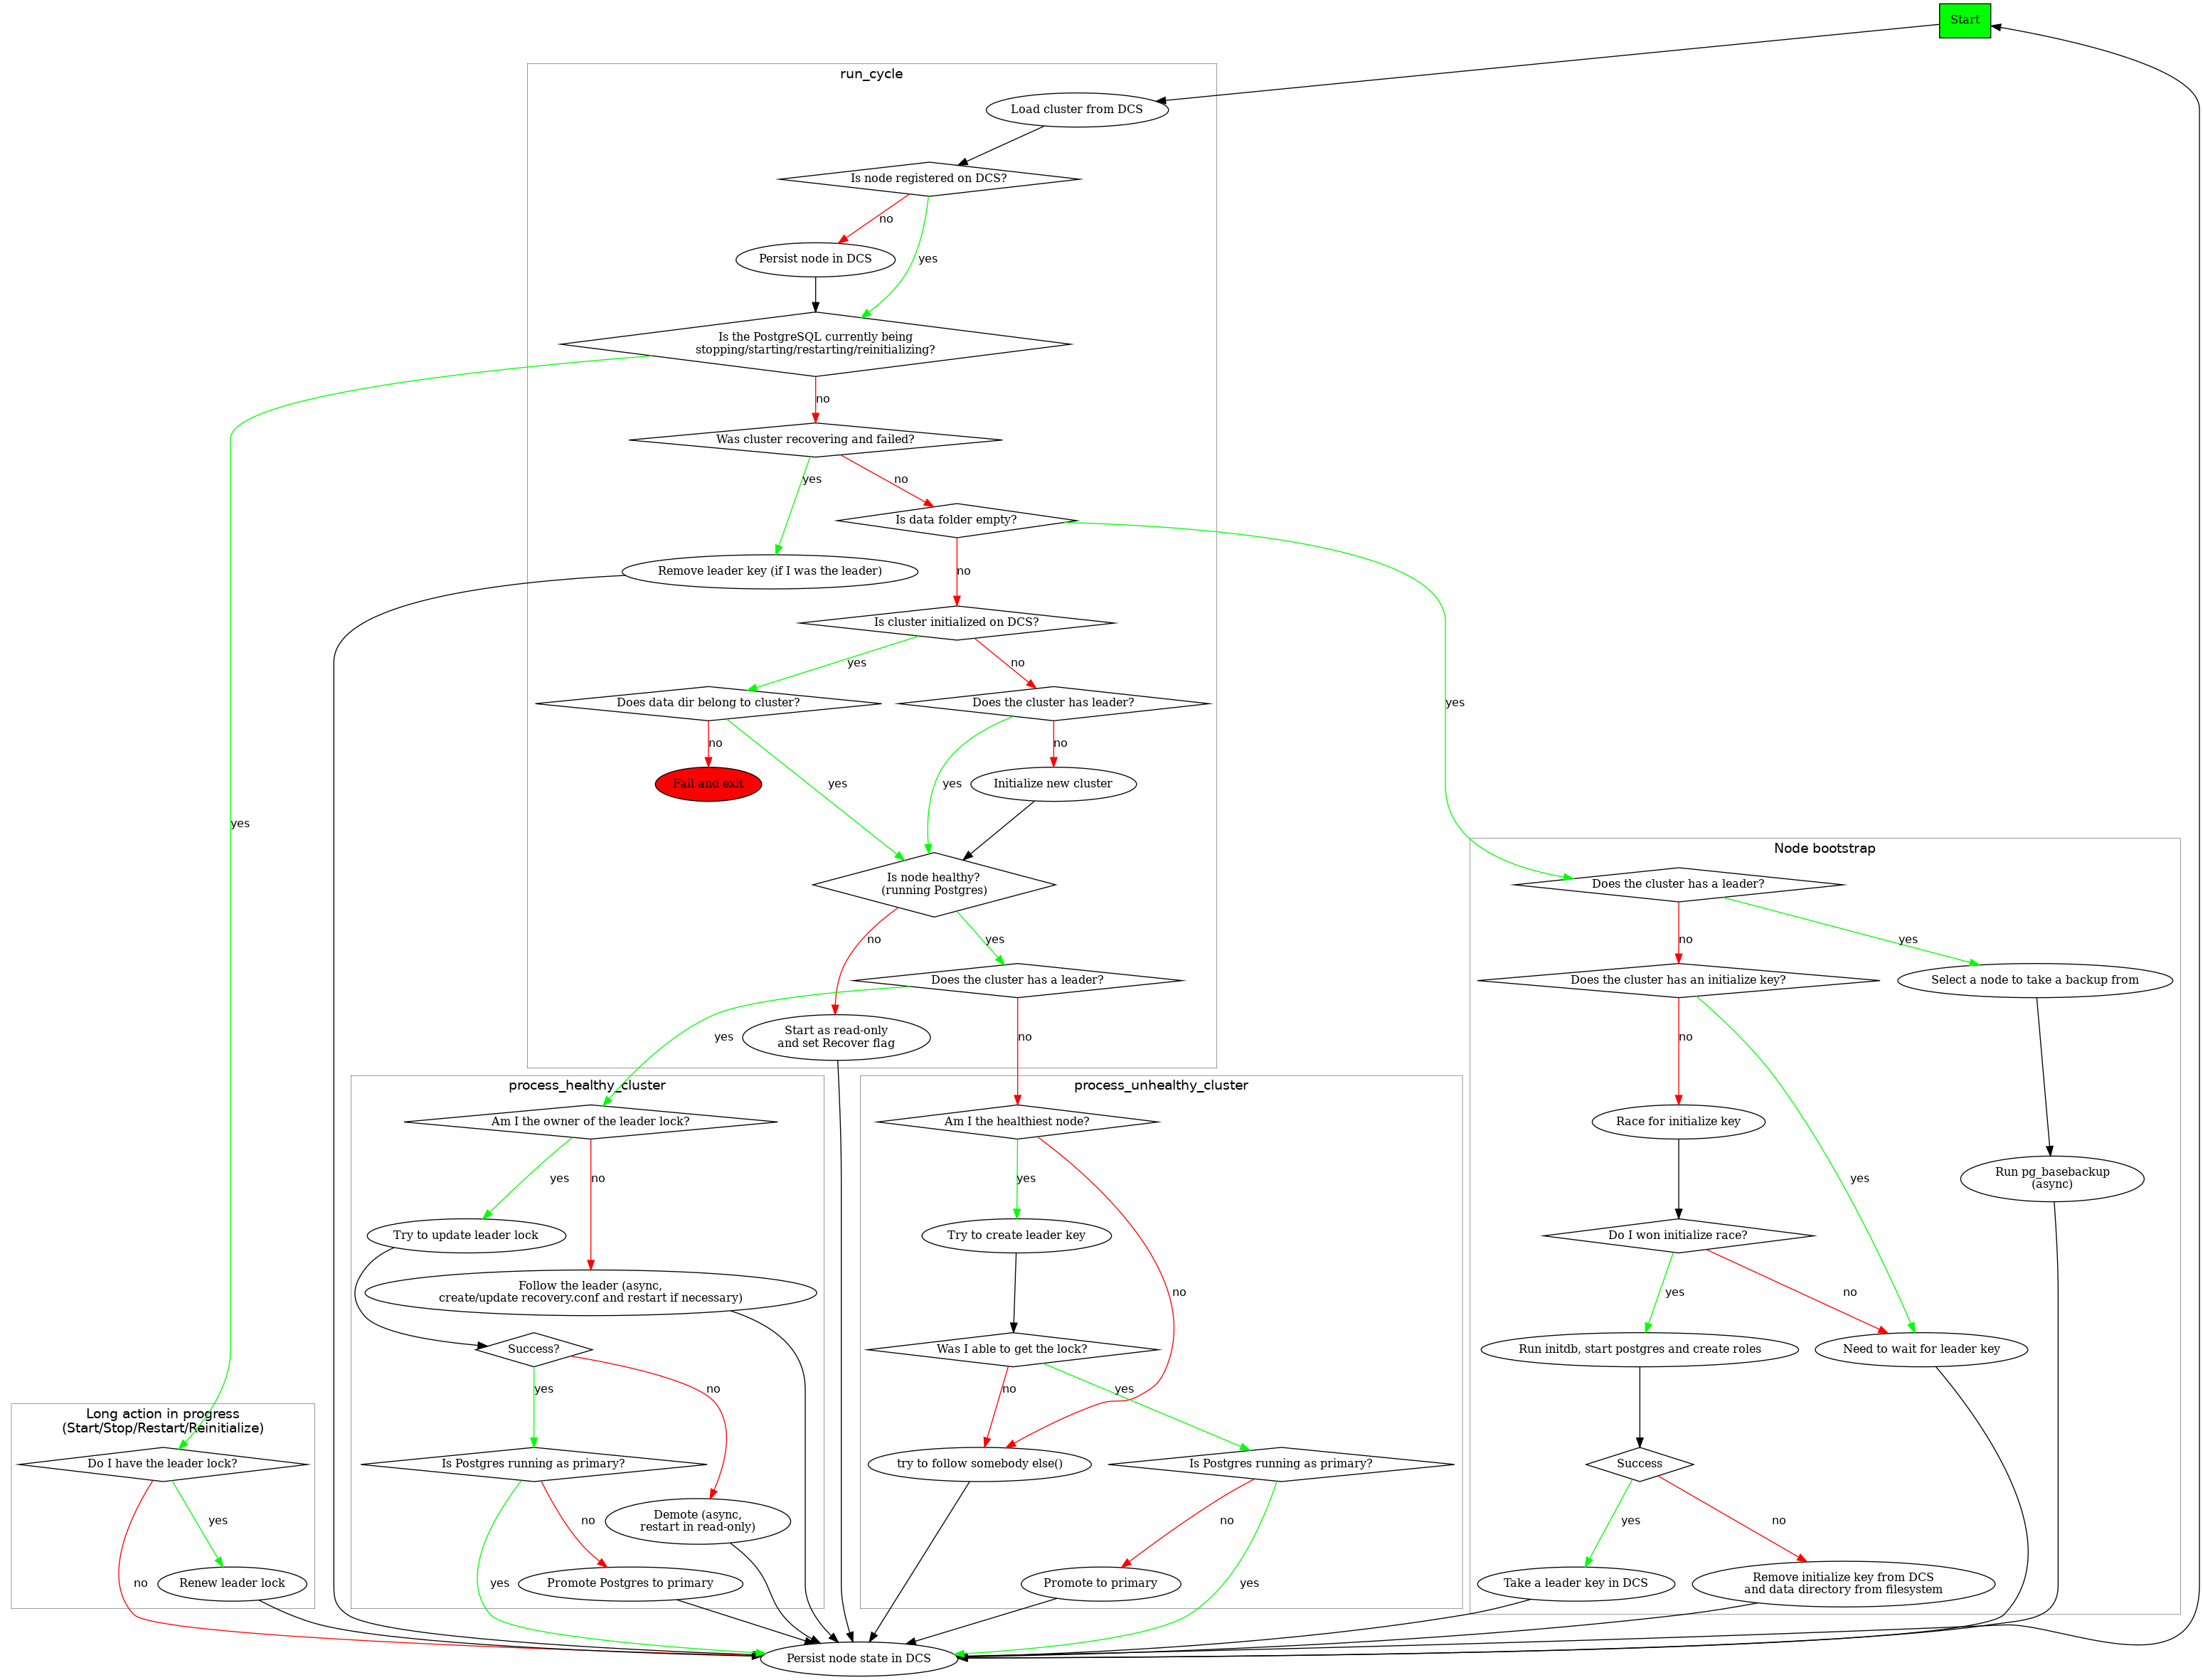 Start
run_cycle
Load cluster from DCS
Is node registered on DCS?
no
Persist node in DCS
yes
Is the PostgreSQL currently being
stopping/starting/restarting/reinitializing?
no
Was cluster recovering and failed?
yes
no
Is data folder empty?
Remove leader key (if I was the leader)
no
Is cluster initialized on DCS?
yes
no
Does data dir belong to cluster?
Does the cluster has leader?
yes
no
no
Fail and exit
yes
yes
Initialize new cluster
yes
Is node healthy?
(running Postgres)
no
yes
Does the cluster has a leader?
Start as read-only
and set Recover flag
yes
no
Node bootstrap
Does the cluster has a leader?
no
yes
Does the cluster has an initialize key?
Select a node to take a backup from
no
Race for initialize key
yes
Run pg_basebackup
(async)
Do I won initialize race?
yes
no
Run initdb, start postgres and create roles
Need to wait for leader key
Success
yes
no
Take a leader key in DCS
Remove initialize key from DCS
and data directory from filesystem
process_healthy_cluster
Am I the owner of the leader lock?
yes
no
Try to update leader lock
Follow the leader (async,
create/update recovery.conf and restart if necessary)
Success?
yes
no
Is Postgres running as primary?
Demote (async,
restart in read-only)
no
yes
Promote Postgres to primary
process_unhealthy_cluster
Am I the healthiest node?
yes
Try to create leader key
no
Was I able to get the lock?
no
yes
try to follow somebody else()
Is Postgres running as primary?
no
yes
Promote to primary
Long action in progress
(Start/Stop/Restart/Reinitialize)
Do I have the leader lock?
yes
no
Renew leader lock
Persist node state in DCS